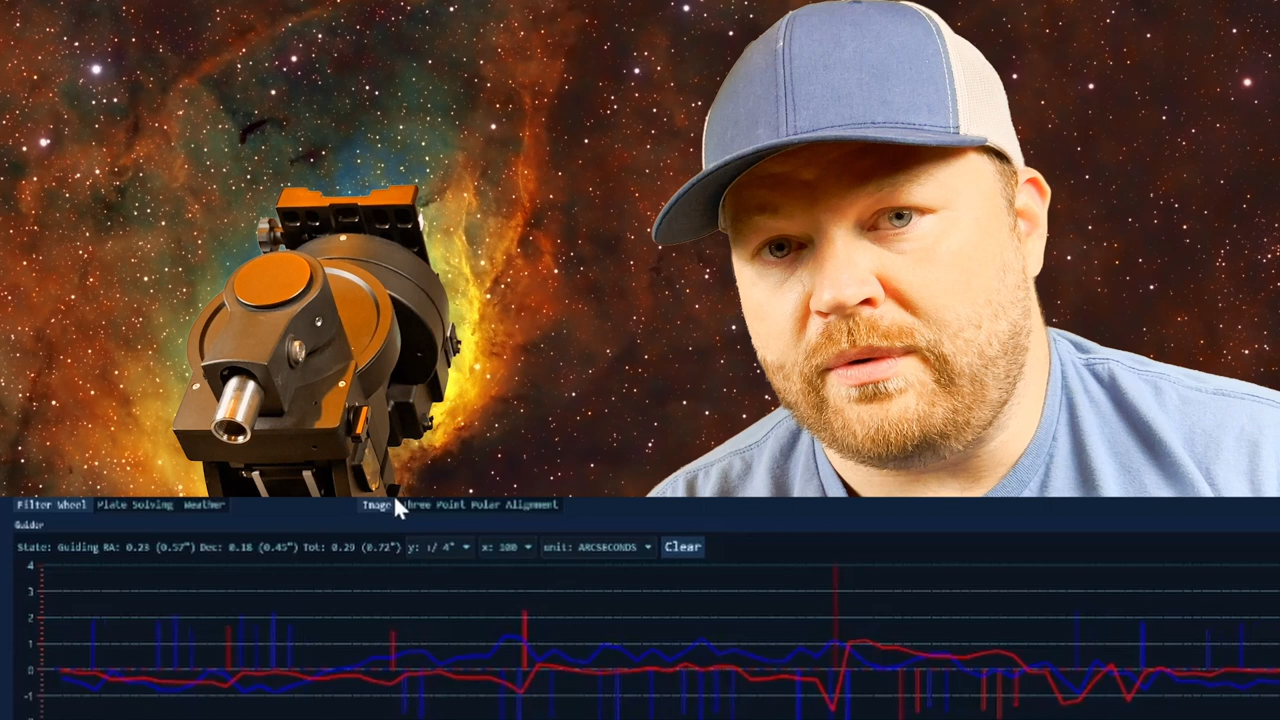 Filter Wheel Plate Solving Weather Image Three Point Polar Alignment
Guider
State: Guiding RA: 0.23 (0.57") Dec: 0.18 (0.45") Tot: 0.29 (0.72") y: +/ 4" x: 100 unit: ARCSECONDS Clear
4
3
2
1
0
-1